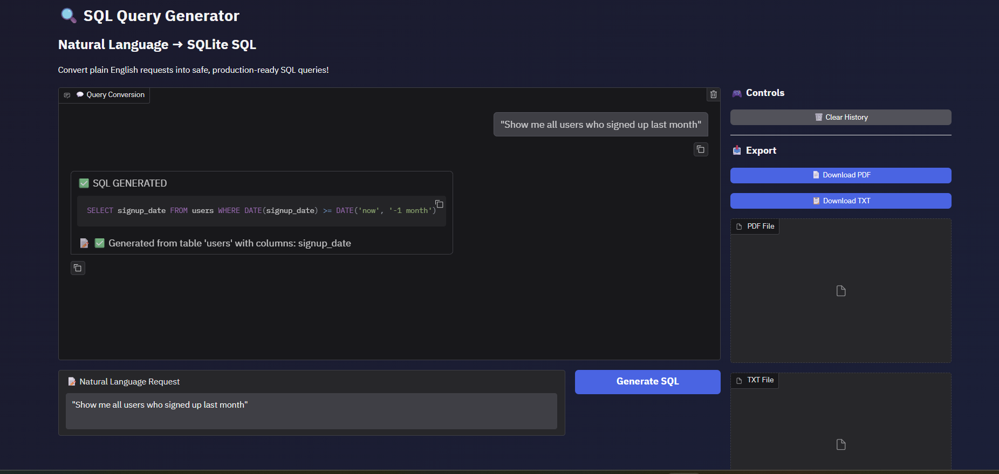 🔍 SQL Query Generator
Natural Language → SQLite SQL
Convert plain English requests into safe, production-ready SQL queries!
💬 Query Conversion
"Show me all users who signed up last month"
✅ SQL GENERATED
SELECT signup_date FROM users WHERE DATE(signup_date) >= DATE('now', '-1 month')
📝 ✅ Generated from table 'users' with columns: signup_date
📝 Natural Language Request
"Show me all users who signed up last month"
Generate SQL
🎮 Controls
🗑️ Clear History
📥 Export
📄 Download PDF
📋 Download TXT
PDF File
TXT File